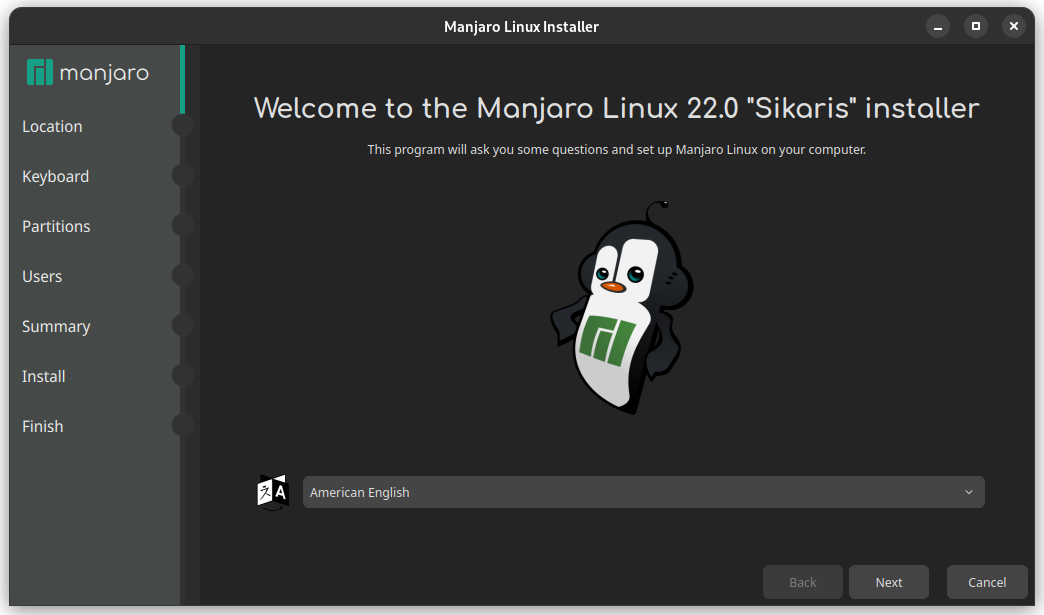 Manjaro Linux Installer
manjaro
Location
Keyboard
Partitions
Users
Summary
Install
Finish
Welcome to the Manjaro Linux 22.0 "Sikaris" installer
This program will ask you some questions and set up Manjaro Linux on your computer.
A
American English
Back
Next
Cancel